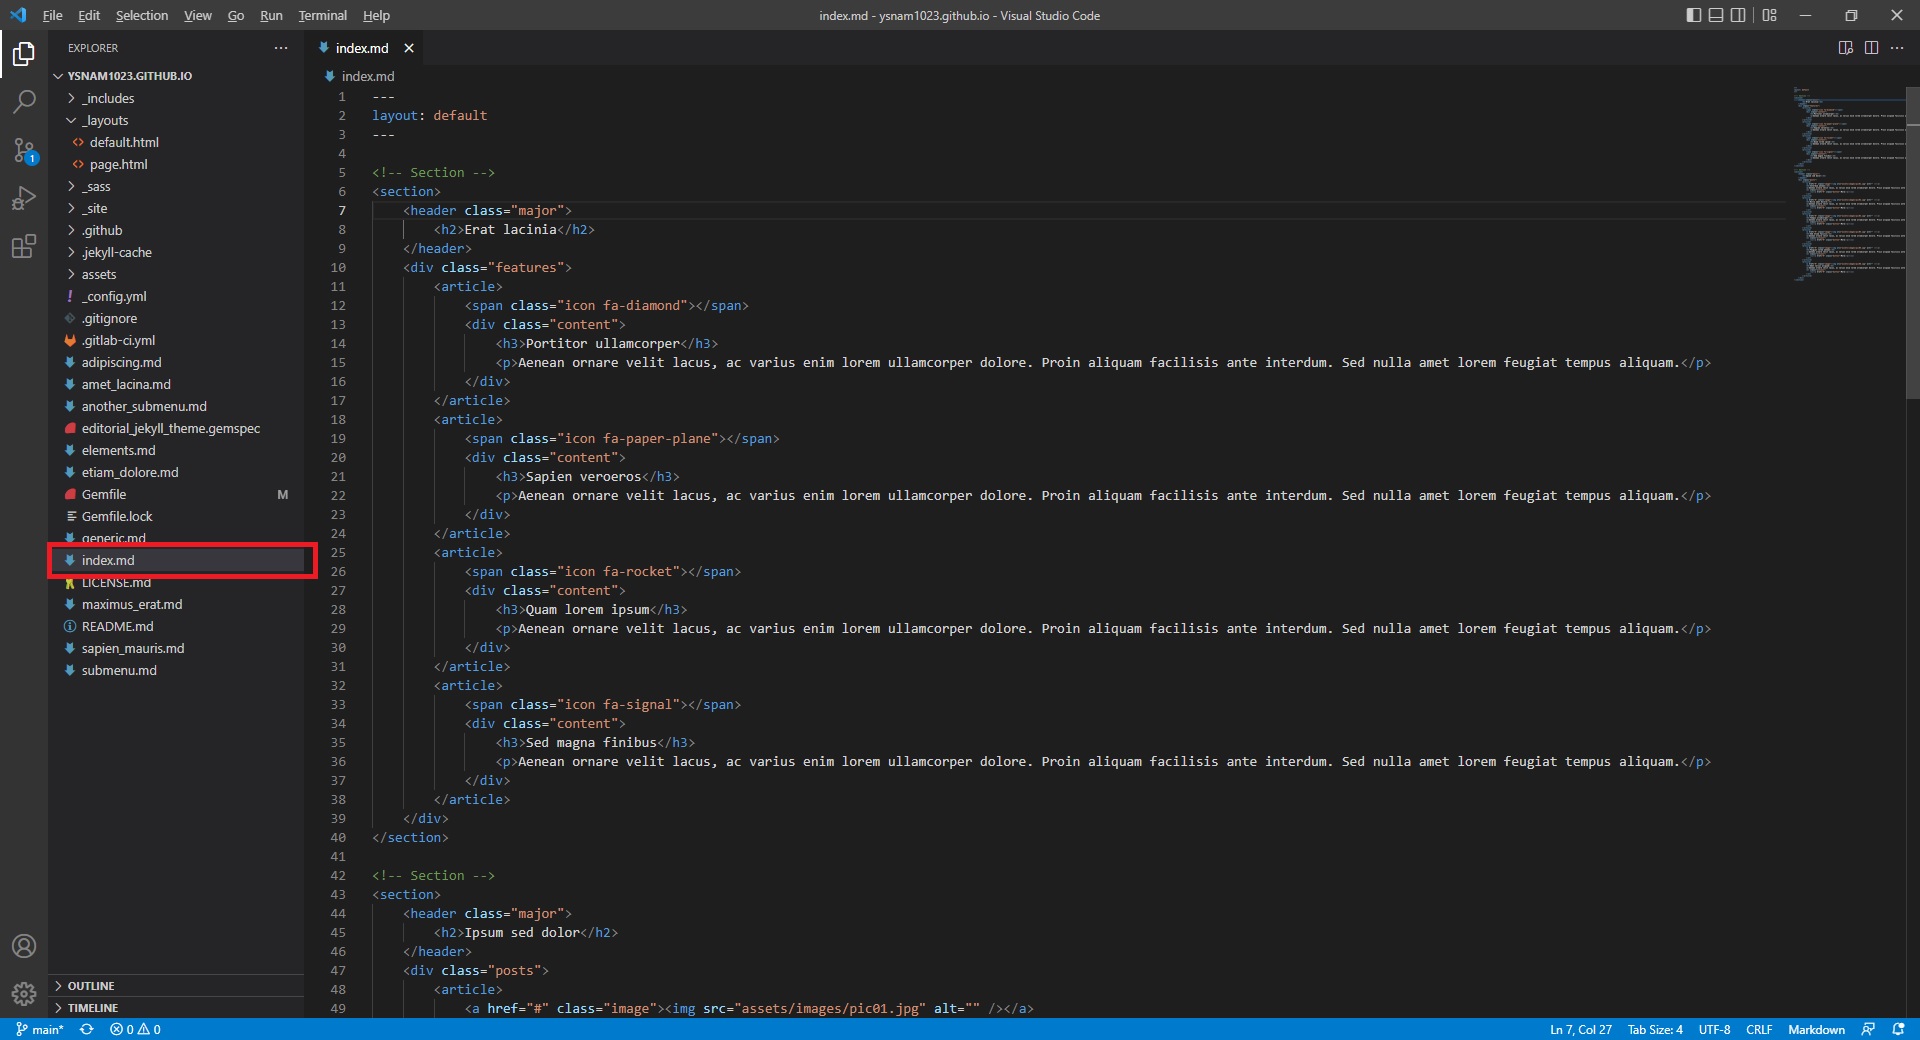 File Edit Selection View Go Run Terminal Help
index.md - ysnam1023.github.io - Visual Studio Code
EXPLORER
YSNAM1023.GITHUB.IO
_includes
_layouts
default.html
page.html
_sass
_site
.github
.jekyll-cache
assets
_config.yml
.gitignore
.gitlab-ci.yml
adipiscing.md
amet_lacina.md
another_submenu.md
editorial_jekyll_theme.gemspec
elements.md
etiam_dolore.md
Gemfile M
Gemfile.lock
generic.md
index.md
LICENSE.md
maximus_erat.md
README.md
sapien_mauris.md
submenu.md
OUTLINE
TIMELINE
index.md
index.md
1 ---
2 layout: default
3 ---
4
5 <!-- Section -->
6 <section>
7 <header class="major">
8 <h2>Erat lacinia</h2>
9 </header>
10 <div class="features">
11 <article>
12 <span class="icon fa-diamond"></span>
13 <div class="content">
14 <h3>Portitor ullamcorper</h3>
15 <p>Aenean ornare velit lacus, ac varius enim lorem ullamcorper dolore. Proin aliquam facilisis ante interdum. Sed nulla amet lorem feugiat tempus aliquam.</p>
16 </div>
17 </article>
18 <article>
19 <span class="icon fa-paper-plane"></span>
20 <div class="content">
21 <h3>Sapien veroeros</h3>
22 <p>Aenean ornare velit lacus, ac varius enim lorem ullamcorper dolore. Proin aliquam facilisis ante interdum. Sed nulla amet lorem feugiat tempus aliquam.</p>
23 </div>
24 </article>
25 <article>
26 <span class="icon fa-rocket"></span>
27 <div class="content">
28 <h3>Quam lorem ipsum</h3>
29 <p>Aenean ornare velit lacus, ac varius enim lorem ullamcorper dolore. Proin aliquam facilisis ante interdum. Sed nulla amet lorem feugiat tempus aliquam.</p>
30 </div>
31 </article>
32 <article>
33 <span class="icon fa-signal"></span>
34 <div class="content">
35 <h3>Sed magna finibus</h3>
36 <p>Aenean ornare velit lacus, ac varius enim lorem ullamcorper dolore. Proin aliquam facilisis ante interdum. Sed nulla amet lorem feugiat tempus aliquam.</p>
37 </div>
38 </article>
39 </div>
40 </section>
41
42 <!-- Section -->
43 <section>
44 <header class="major">
45 <h2>Ipsum sed dolor</h2>
46 </header>
47 <div class="posts">
48 <article>
49 <a href="#" class="image"><img src="assets/images/pic01.jpg" alt="" /></a>
1
main* 0 0
Ln 7, Col 27 Tab Size: 4 UTF-8 CRLF Markdown